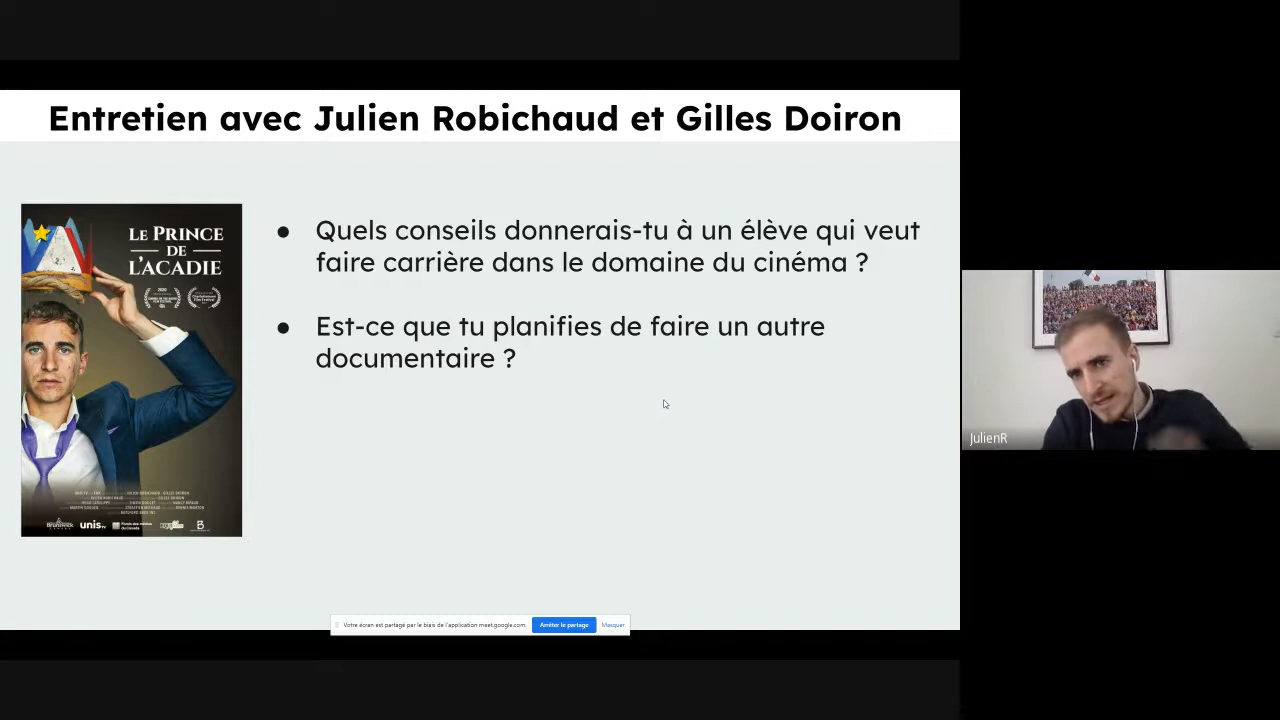 Entretien avec Julien Robichaud et Gilles Doiron
LE PRINCE
DE
L'ACADIE
● Quels conseils donnerais-tu à un élève qui veut
faire carrière dans le domaine du cinéma ?
● Est-ce que tu planifies de faire un autre
documentaire ?
unis TV
JulienR
Votre écran est partagé par le biais de l'application meet.google.com.
Arrêter le partage
Masquer